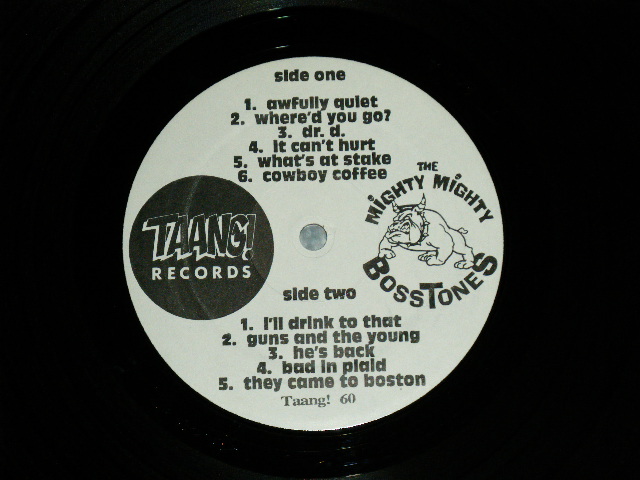 side one
1. awfully quiet
2. where'd you go?
3. dr. d.
4. it can't hurt
5. what's at stake
6. cowboy coffee
TAANG!
RECORDS
THE
MIGHTY MIGHTY
BOSSTONES
side two
1. i'll drink to that
2. guns and the young
3. he's back
4. bad in plaid
5. they came to boston
Taang! 60